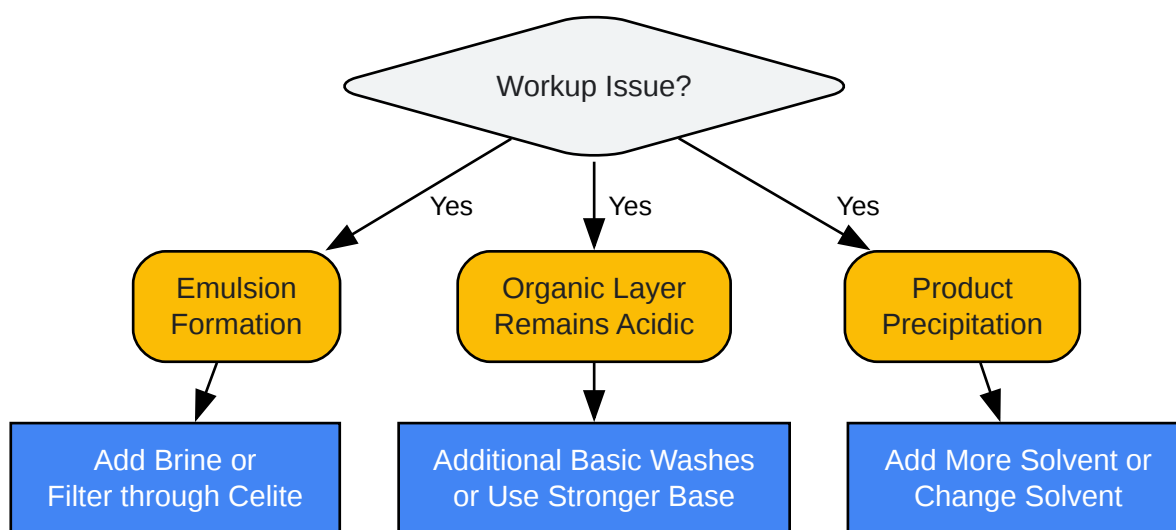 Workup Issue?
Yes
Yes
Yes
Emulsion
Formation
Organic Layer
Remains Acidic
Product
Precipitation
Add Brine or
Filter through Celite
Additional Basic Washes
or Use Stronger Base
Add More Solvent or
Change Solvent